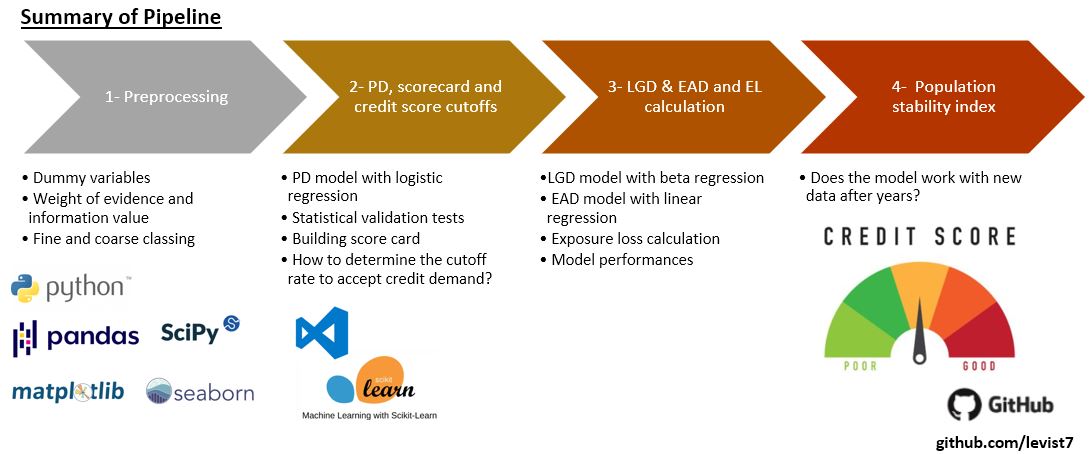 Summary of Pipeline
1- Preprocessing
2- PD, scorecard and
credit score cutoffs
3- LGD & EAD and EL
calculation
4- Population
stability index
• Dummy variables
• Weight of evidence and
information value
• Fine and coarse classing
• PD model with logistic
regression
• Statistical validation tests
• Building score card
• How to determine the cutoff
rate to accept credit demand?
•LGD model with beta regression
• EAD model with linear
regression
• Exposure loss calculation
• Model performances
• Does the model work with new
data after years?
python™
pandas
SciPy
matplotlib
seaborn
scikit
learn
Machine Learning with Scikit-Learn
CREDIT SCORE
POOR
GOOD
GitHub
github.com/levist7